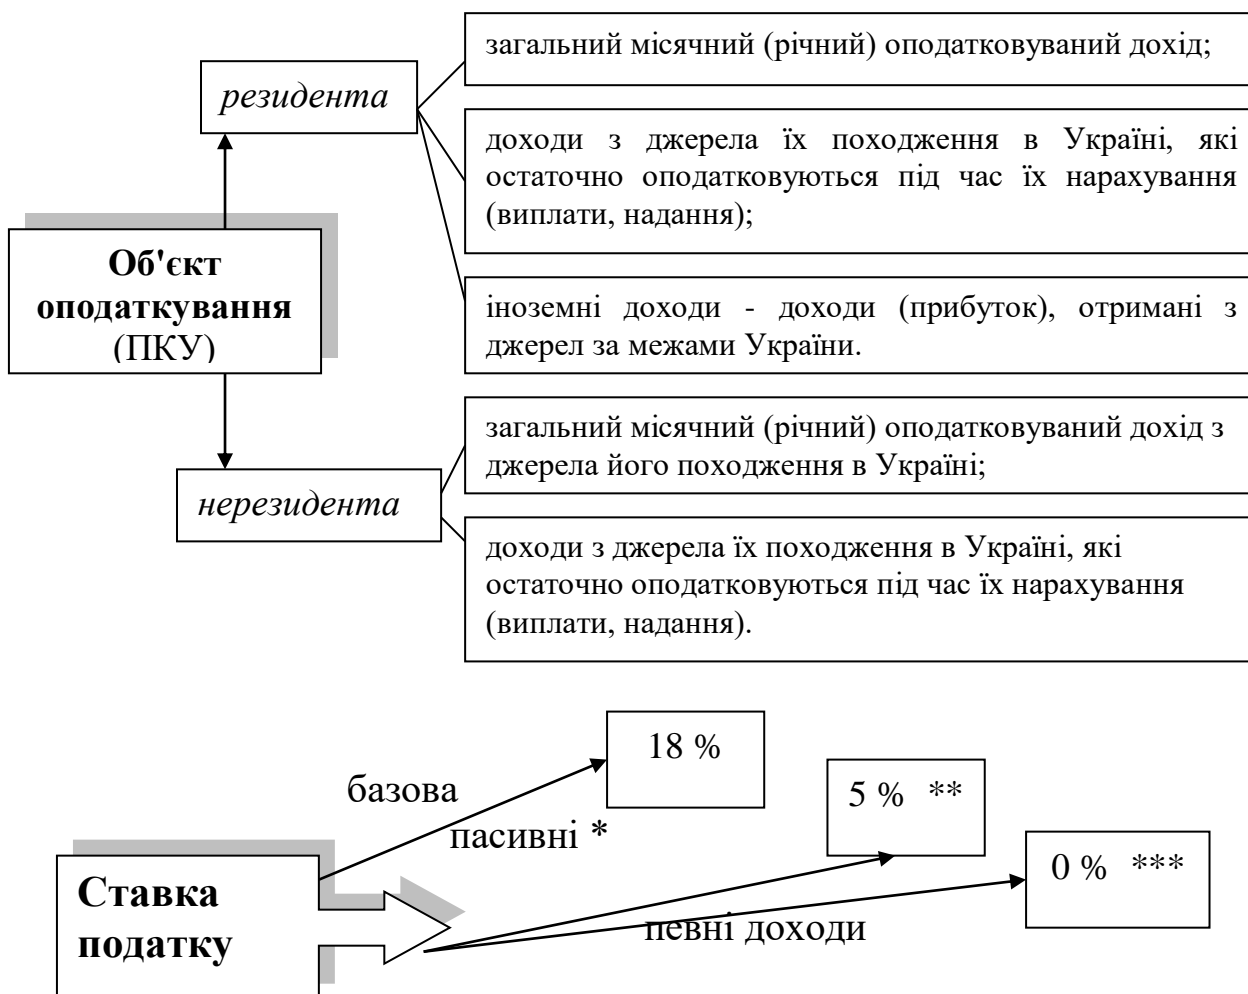 загальний місячний (річний) оподатковуваний дохід;
резидента
доходи з джерела їх походження в Україні, які
остаточно оподатковуються під час їх нарахування
(виплати, надання);
Об'єкт
оподаткування
(ПКУ)
іноземні доходи - доходи (прибуток), отримані з
джерел за межами України.
загальний місячний (річний) оподатковуваний дохід з
джерела його походження в Україні;
нерезидента
доходи з джерела їх походження в Україні, які
остаточно оподатковуються під час їх нарахування
(виплати, надання).
18 %
базова
5 % **
пасивні *
0 % ***
Ставка
податку
певні доходи